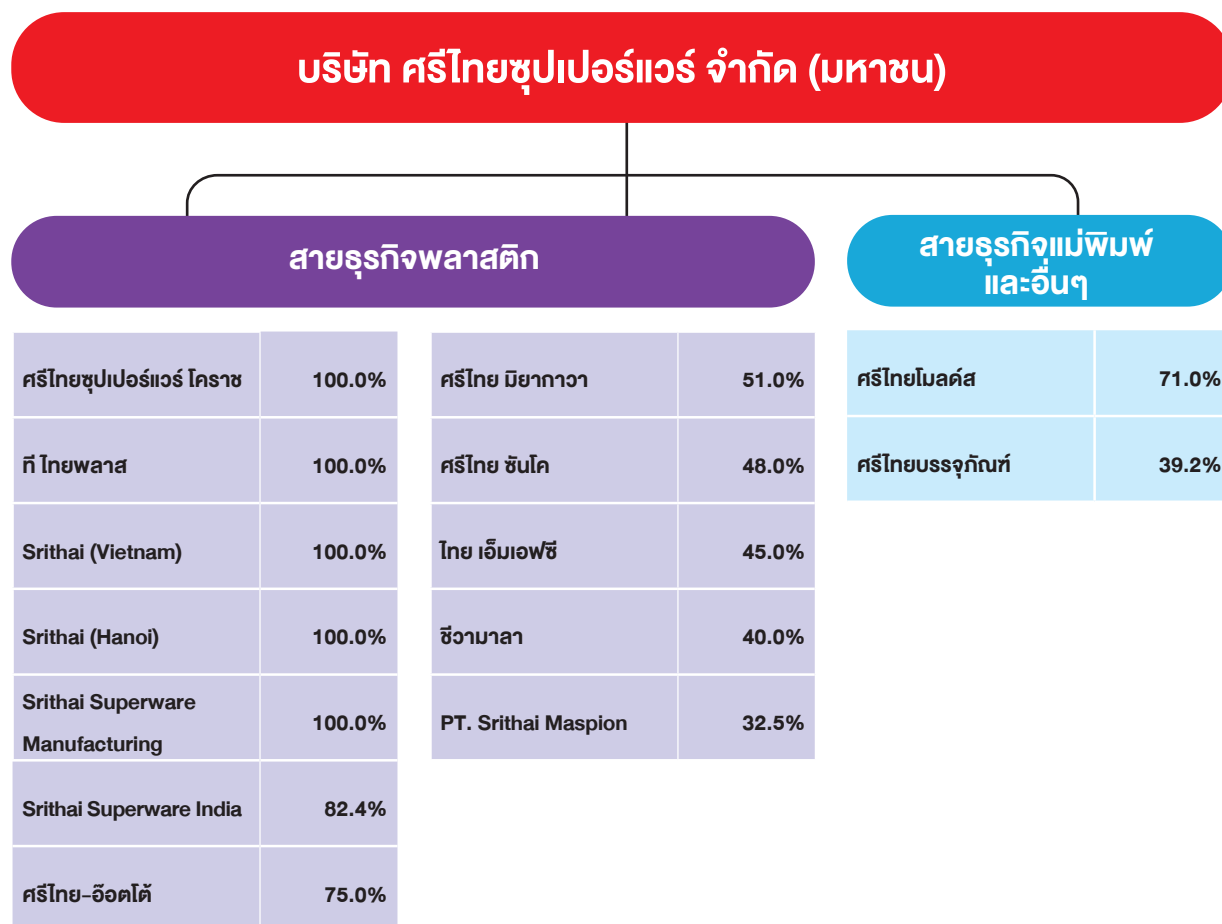 บริษัท ศรีไทยซุปเปอร์แวร์ จำกัด (มหาชน)
สายธุรกิจพลาสติก
ศรีไทยซุปเปอร์แวร์ โคราช 100.0%
ที ไทยพลาส 100.0%
Srithai (Vietnam) 100.0%
Srithai (Hanoi) 100.0%
Srithai Superware
Manufacturing 100.0%
Srithai Superware India 82.4%
ศรีไทย-อ๊อตโต้ 75.0%
ศรีไทย มิยากาวา 51.0%
ศรีไทย ซันโค 48.0%
ไทย เอ็มเอฟซี 45.0%
ชีวามาลา 40.0%
PT. Srithai Maspion 32.5%
สายธุรกิจแม่พิมพ์
และอื่นๆ
ศรีไทยโมลด์ส 71.0%
ศรีไทยบรรจุภัณฑ์ 39.2%